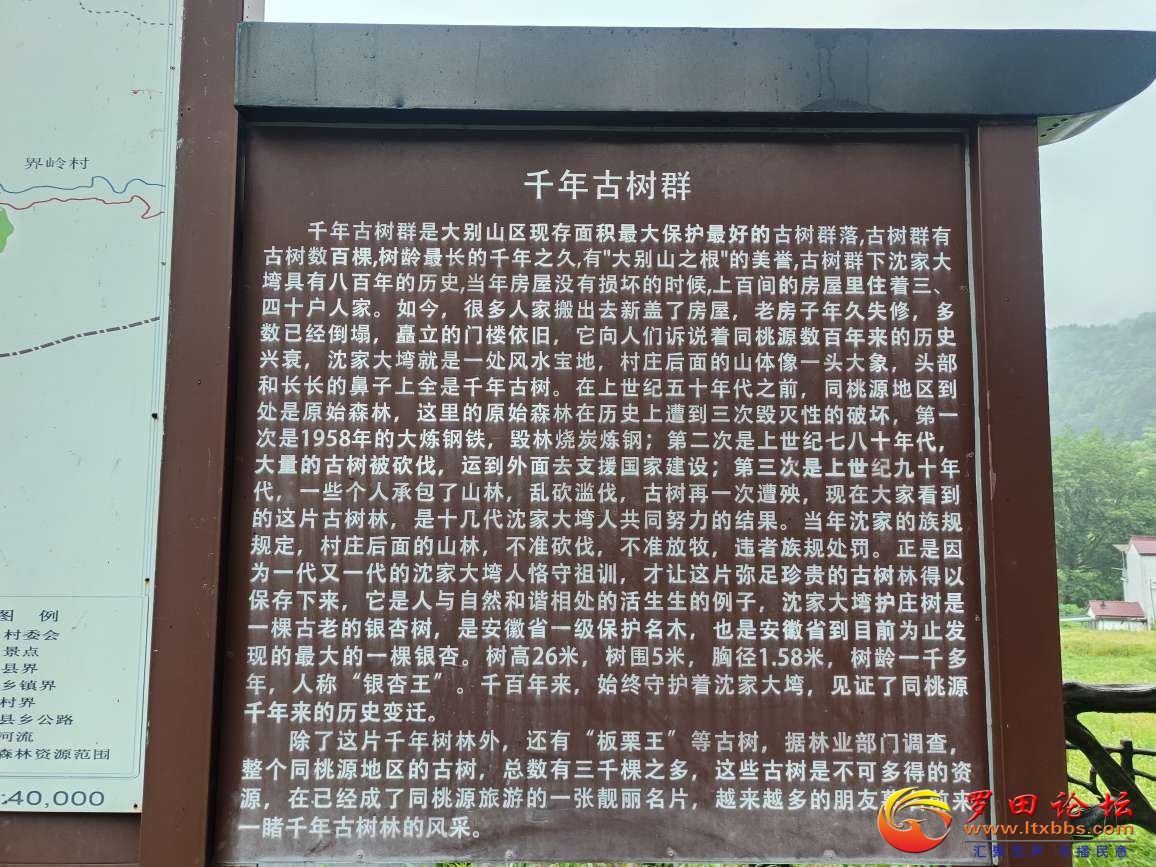 界岭村
图 例
村委会
景点
县界
乡镇界
村界
县乡公路
河流
森林资源范围
:40,000
千年古树群
千年古树群是大别山区现存面积最大保护最好的古树群落,古树群有
古树数百棵,树龄最长的千年之久,有"大别山之根"的美誉,古树群下沈家大
塆具有八百年的历史,当年房屋没有损坏的时候,上百间的房屋里住着三、
四十户人家。如今，很多人家搬出去新盖了房屋，老房子年久失修，多
数已经倒塌，矗立的门楼依旧，它向人们诉说着同桃源数百年来的历史
兴衰，沈家大塆就是一处风水宝地，村庄后面的山体像一头大象，头部
和长长的鼻子上全是千年古树。在上世纪五十年代之前，同桃源地区到
处是原始森林，这里的原始森林在历史上遭到三次毁灭性的破坏，第一
次是1958年的大炼钢铁，毁林烧炭炼钢；第二次是上世纪七八十年代，
大量的古树被砍伐，运到外面去支援国家建设；第三次是上世纪九十年
代，一些个人承包了山林，乱砍滥伐，古树再一次遭殃，现在大家看到
的这片古树林，是十几代沈家大塆人共同努力的结果。当年沈家的族规
规定，村庄后面的山林，不准砍伐，不准放牧，违者族规处罚。正是因
为一代又一代的沈家大塆人恪守祖训，才让这片弥足珍贵的古树林得以
保存下来，它是人与自然和谐相处的活生生的例子，沈家大塆护庄树是
一棵古老的银杏树，是安徽省一级保护名木，也是安徽省到目前为止发
现的最大的一棵银杏。树高26米，树围5米，胸径1.58米，树龄一千多
年，人称“银杏王”。千百年来，始终守护着沈家大塆，见证了同桃源
千年来的历史变迁。
除了这片千年树林外，还有“板栗王”等古树，据林业部门调查，
整个同桃源地区的古树，总数有三千棵之多，这些古树是不可多得的资
源，在已经成了同桃源旅游的一张靓丽名片，越来越多的朋友前来
一睹千年古树林的风采。
罗田论坛
www.ltxbbs.com
汇聚 播民意